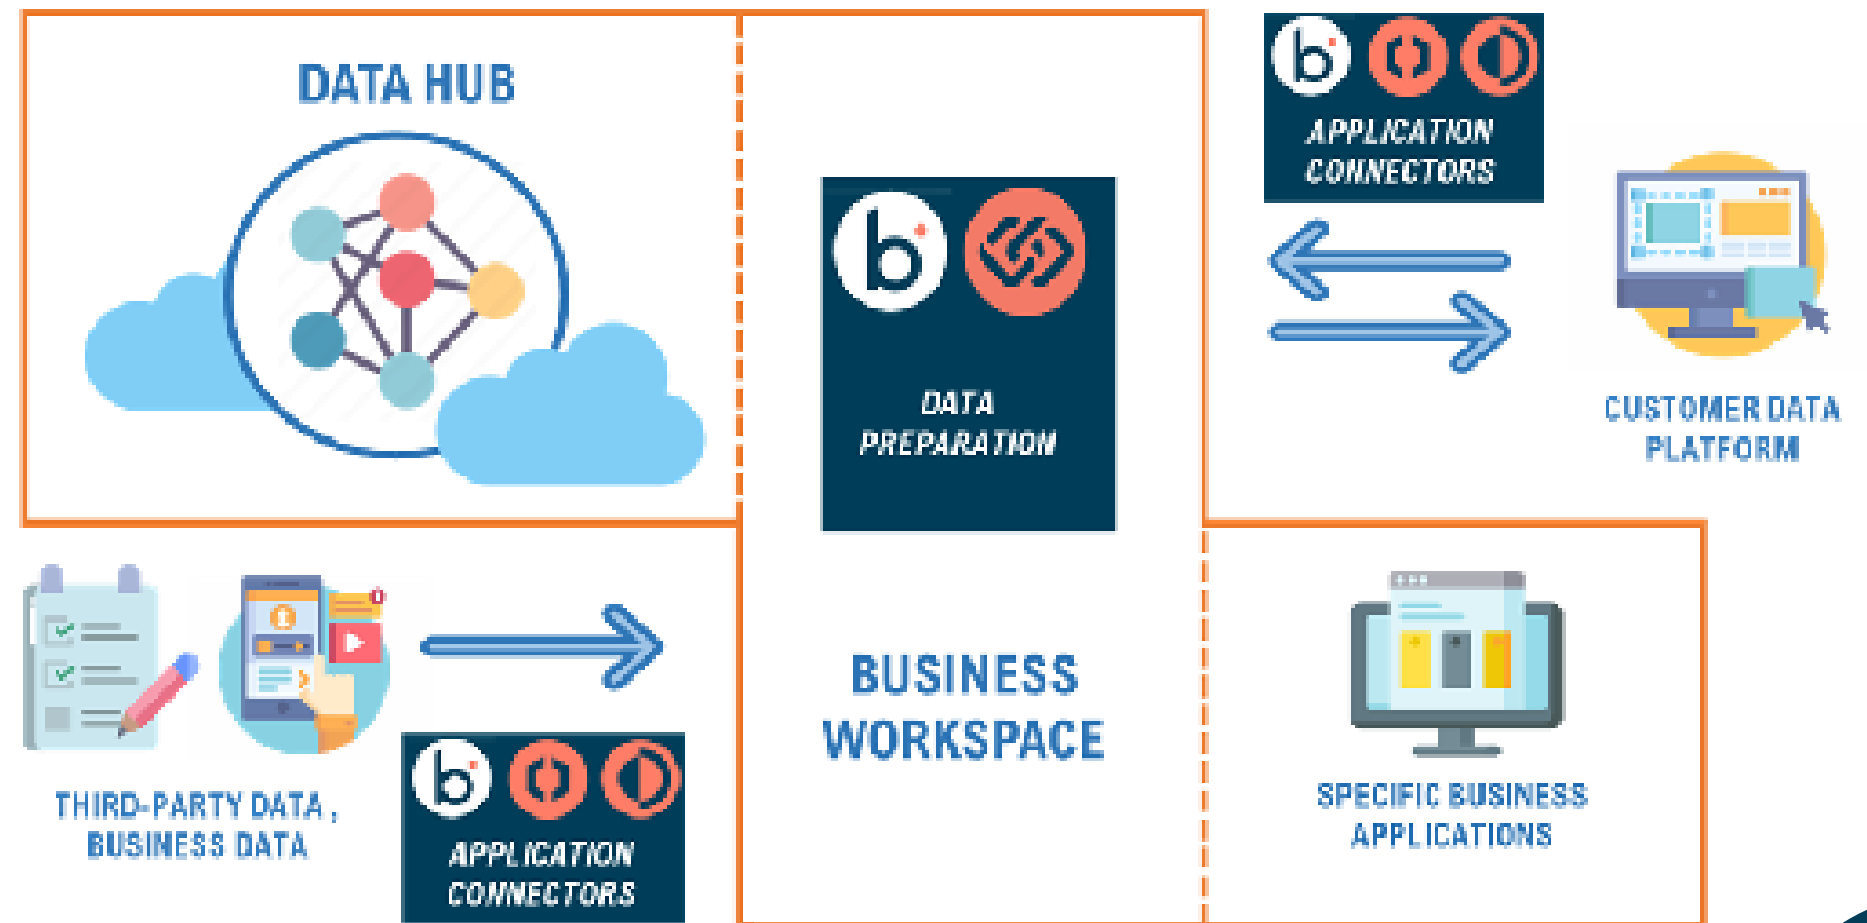 DATA HUB
b
DATA
PREPARATION
BUSINESS
WORKSPACE
b
APPLICATION
CONNECTORS
CUSTOMER DATA
PLATFORM
THIRD-PARTY DATA ,
BUSINESS DATA
b
APPLICATION
CONNECTORS
SPECIFIC BUSINESS
APPLICATIONS